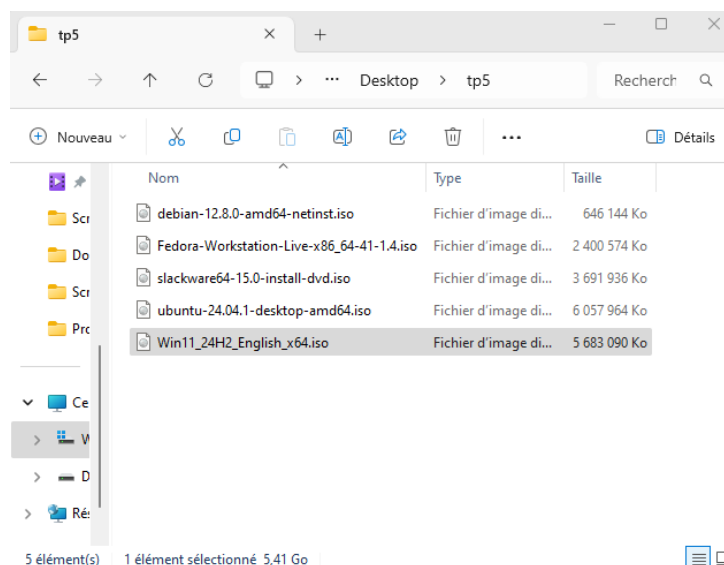 tp5
Desktop > tp5
Recherch
Nouveau
Détails
Nom Type Taille
Scr
debian-12.8.0-amd64-netinst.iso Fichier d'image di... 646 144 Ko
Do
Fedora-Workstation-Live-x86_64-41-1.4.iso Fichier d'image di... 2 400 574 Ko
Scr
slackware64-15.0-install-dvd.iso Fichier d'image di... 3 691 936 Ko
Pro
ubuntu-24.04.1-desktop-amd64.iso Fichier d'image di... 6 057 964 Ko
Win11_24H2_English_x64.iso Fichier d'image di... 5 683 090 Ko
Ce
W
D
Rés
5 élément(s) 1 élément sélectionné 5,41 Go